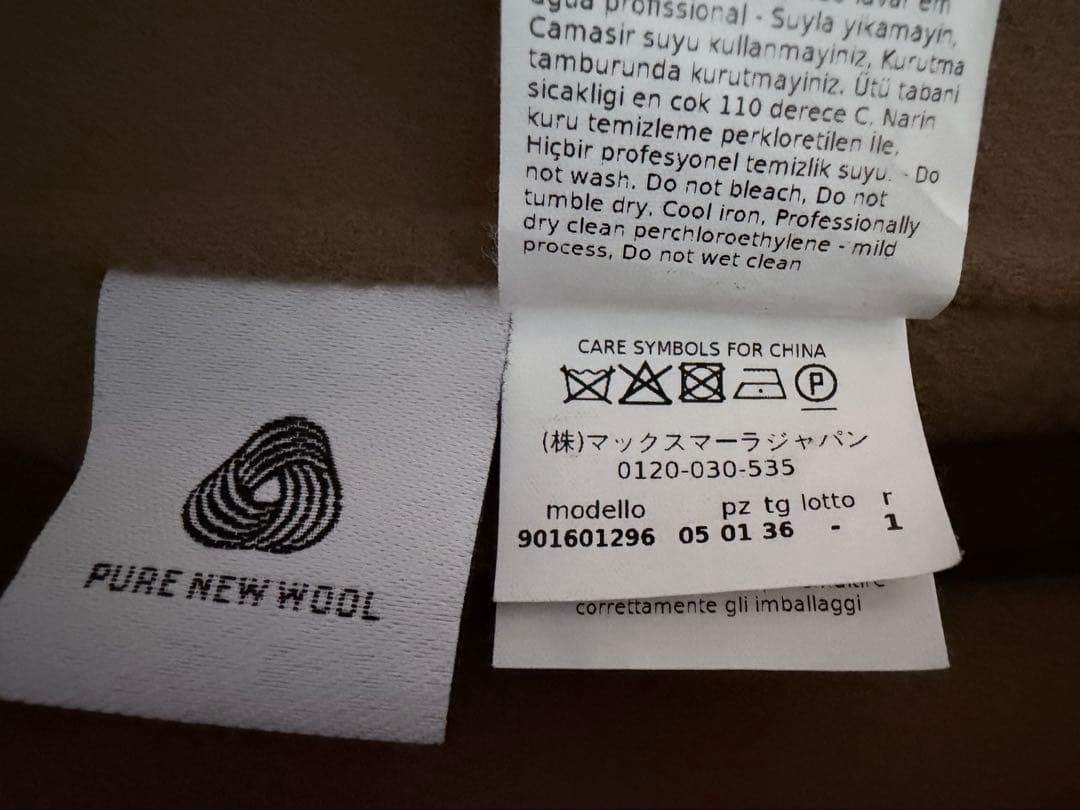 água profissional - Suyla yikamayin,
Camasir suyu kullanmayiniz, Kurutma
tamburunda kurutmayiniz. Ütü tabani
sicakligi en cok 110 derece C. Narin
kuru temizleme perkloretilen ile,
Hiçbir profesyonel temizlik suyu. - Do
not wash, Do not bleach, Do not
tumble dry, Cool iron, Professionally
dry clean perchloroethylene - mild
process, Do not wet clean
CARE SYMBOLS FOR CHINA
P
(株)マックスマーラジャパン
0120-030-535
modello pz tg lotto r
901601296 05 01 36 - 1
correttamente gli imballaggi
PURE NEW WOOL